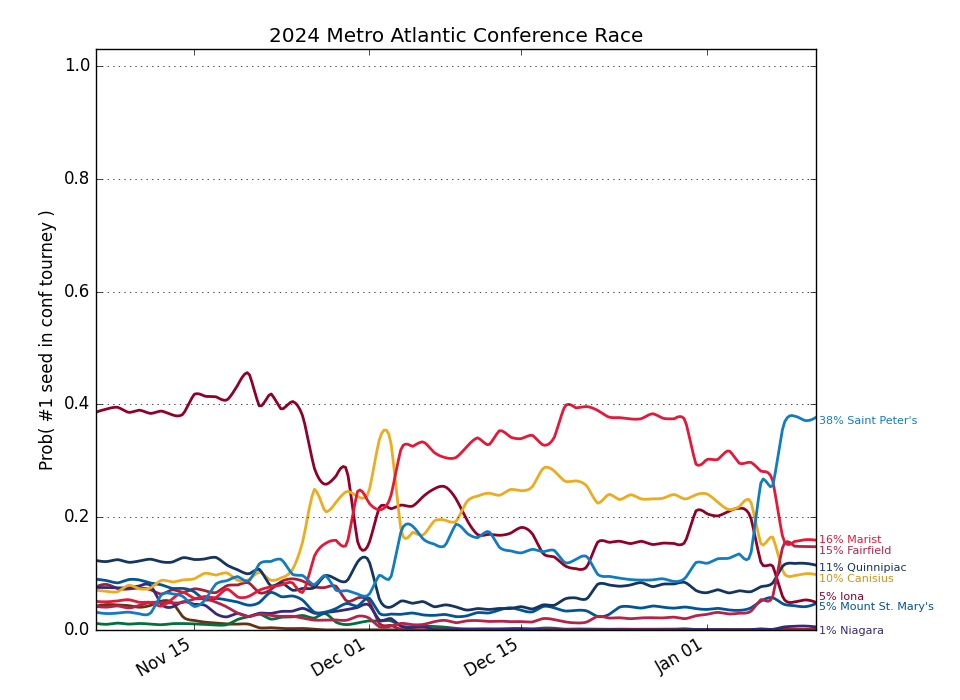 2024 Metro Atlantic Conference Race
Prob( #1 seed in conf tourney )
1.0
0.8
0.6
0.4
0.2
0.0
38% Saint Peter's
16% Marist
15% Fairfield
11% Quinnipiac
10% Canisius
5% Iona
4% Mount St. Mary's
1% Niagara
Nov 15
Dec 01
Dec 15
Jan 01